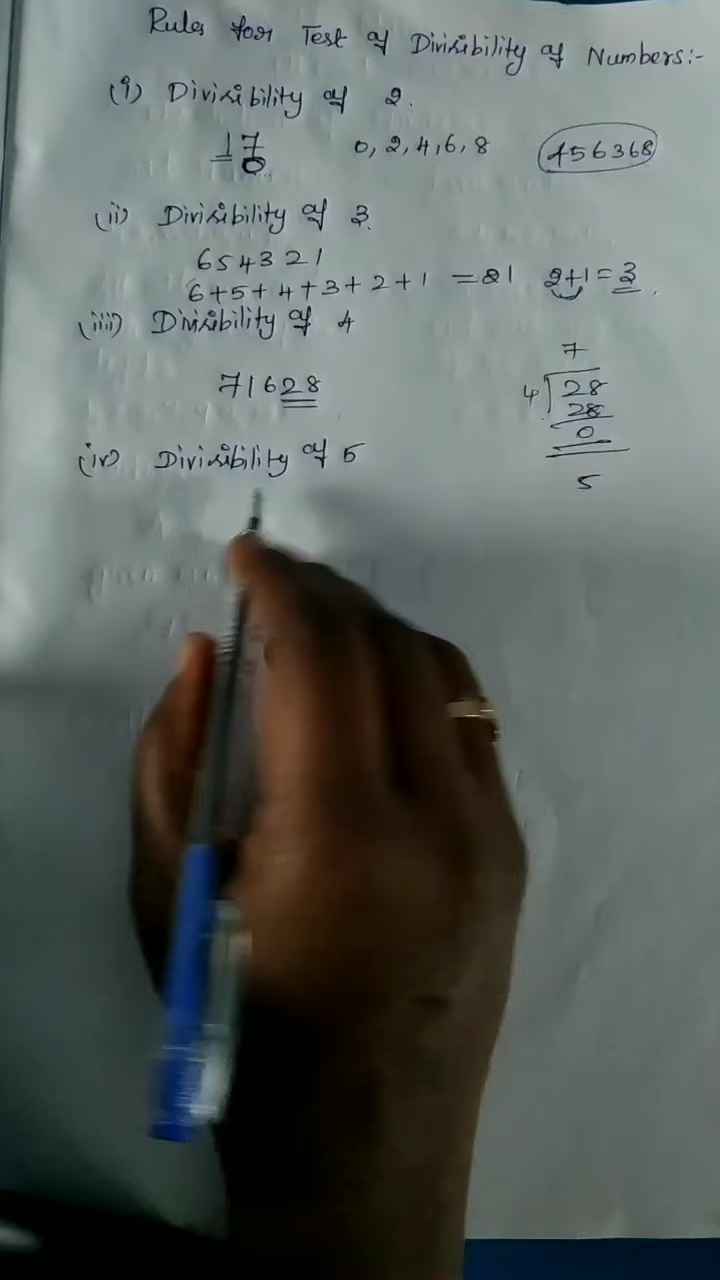 Rules for Test of Divisibility of Numbers:-
(i) Divisibility of 2.
0, 2, 4, 6, 8 456368
(ii) Divisibility of 3.
654321
6+5+4+3+2+1 = 21 2+1 = 3.
(iii) Divisibility of 4
7
71628 4 28
28
0
(iv) Divisibility of 5
5